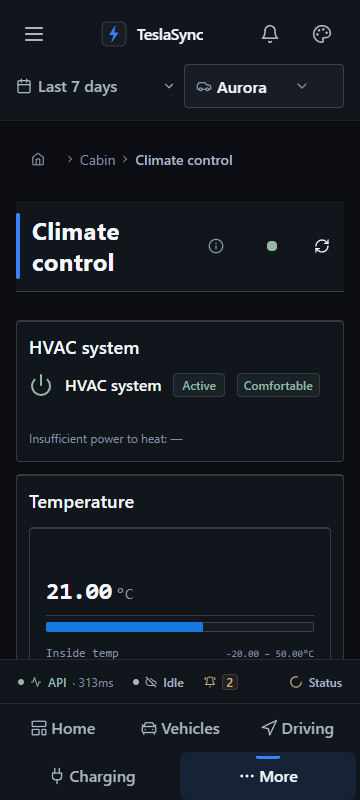 TeslaSync
Last 7 days
Aurora
Cabin
Climate control
Climate
control
HVAC system
HVAC system
Active
Comfortable
Insufficient power to heat: —
Temperature
21.00 °C
Inside temp
-20.00 – 50.00°C
API · 313ms
Idle
2
Status
Home
Vehicles
Driving
Charging
More